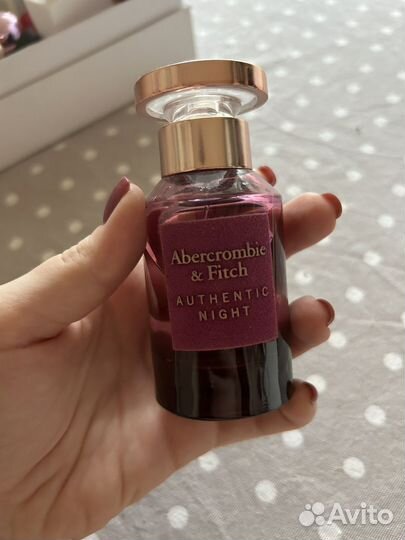 Abercrombie
& Fitch
AUTHENTIC
NIGHT
Avito